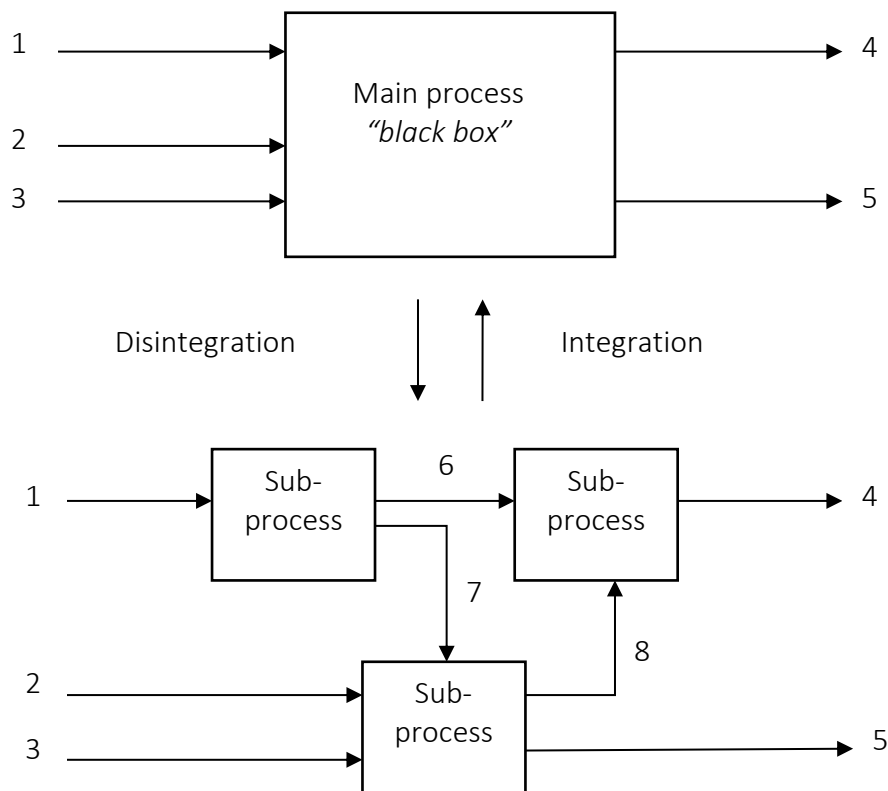 1
4
Main process
“black box”
2
3
5
Disintegration
Integration
1
Sub-
process
6
Sub-
process
4
7
8
2
Sub-
process
3
5